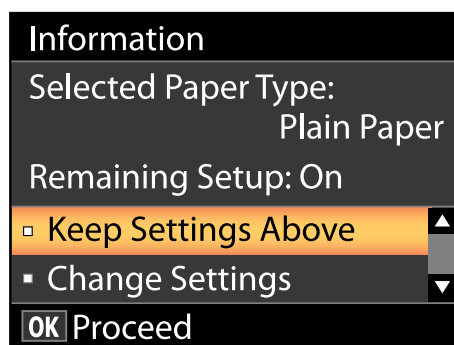 Information
Selected Paper Type:
Plain Paper
Remaining Setup: On
Keep Settings Above
Change Settings
OK Proceed